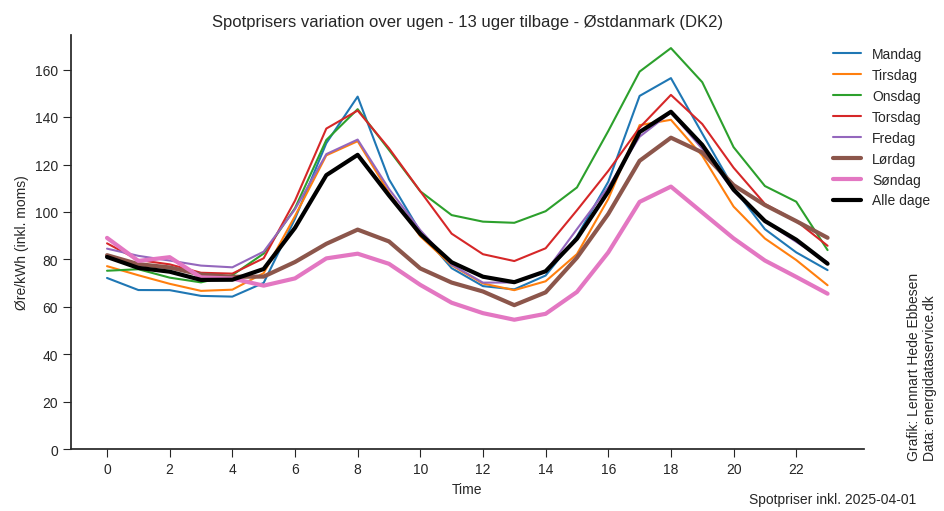 Spotprisers variation over ugen - 13 uger tilbage - Østdanmark (DK2)
Øre/kWh (inkl. moms)
160
140
120
100
80
60
40
20
0
0 2 4 6 8 10 12 14 16 18 20 22
Time
Mandag
Tirsdag
Onsdag
Torsdag
Fredag
Lørdag
Søndag
Alle dage
Grafik: Lennart Hede Ebbesen
Data: energidataservice.dk
Spotpriser inkl. 2025-04-01